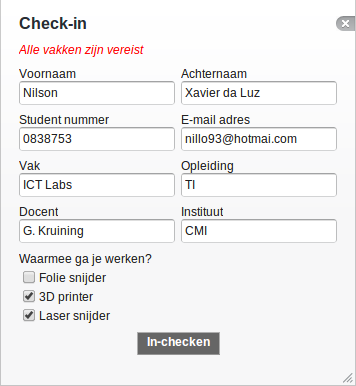 Check-in
Alle vakken zijn vereist
Voornaam Achternaam
Nilson Xavier da Luz
Student nummer E-mail adres
0838753 nillo93@hotmai.com
Vak Opleiding
ICT Labs TI
Docent Instituut
G. Kruining CMI
Waarmee ga je werken?
Folie snijder
3D printer
Laser snijder
In-checken